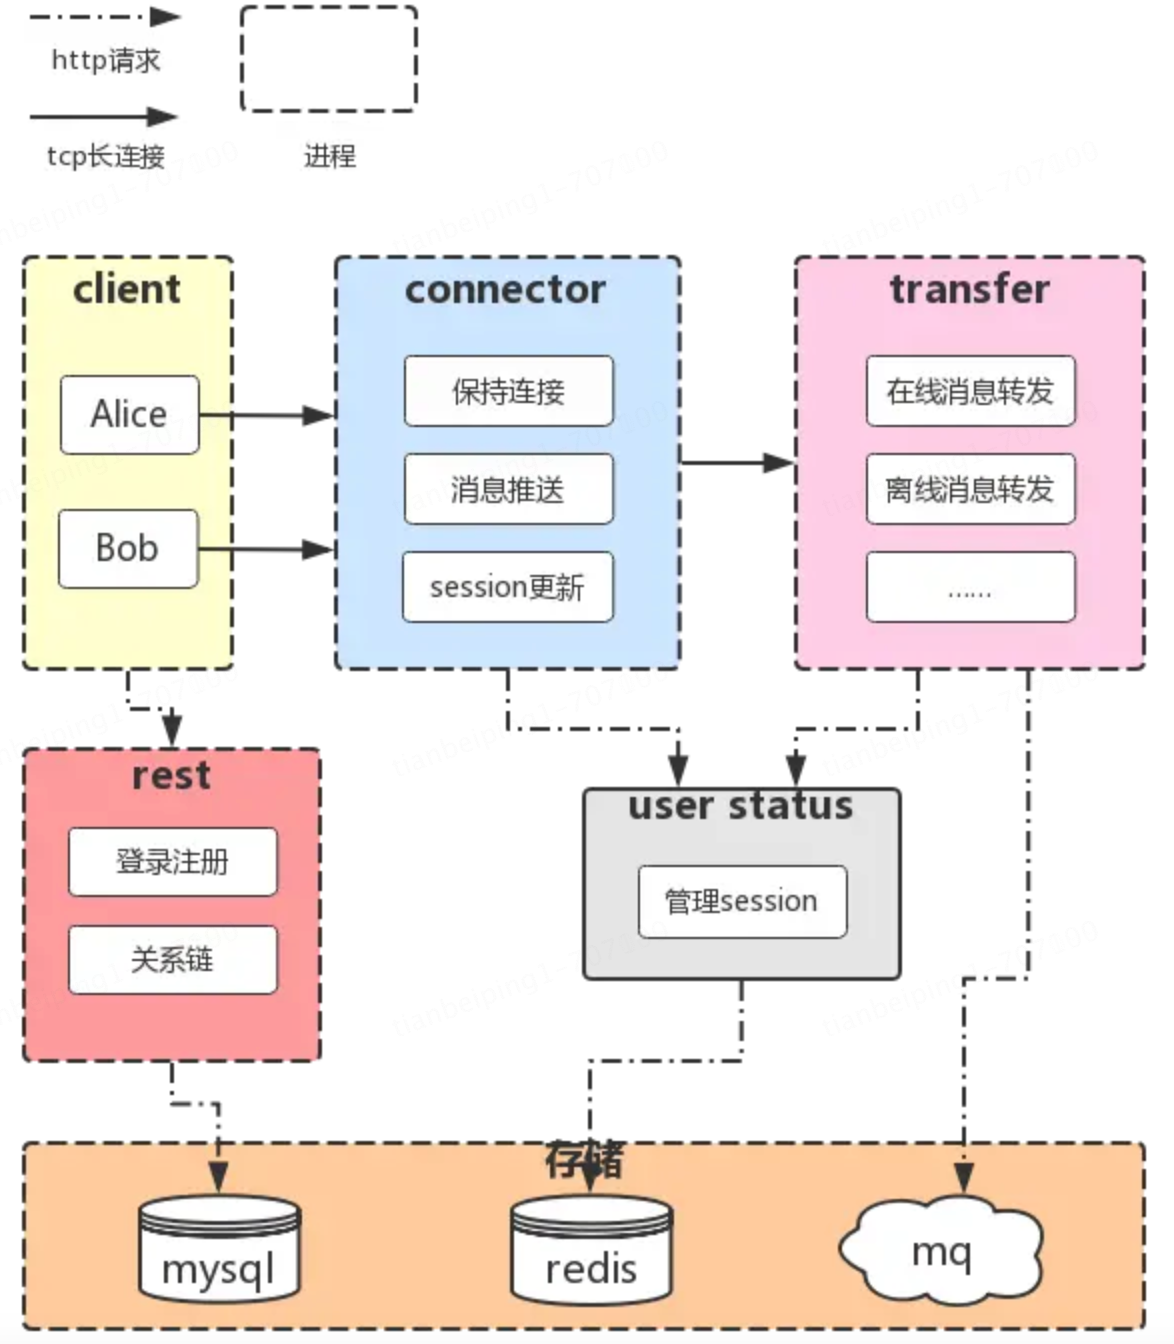 http请求
tcp长连接
进程
client
Alice
Bob
connector
保持连接
消息推送
session更新
transfer
在线消息转发
离线消息转发
......
rest
登录注册
关系链
user status
管理session
存储
mysql
redis
mq